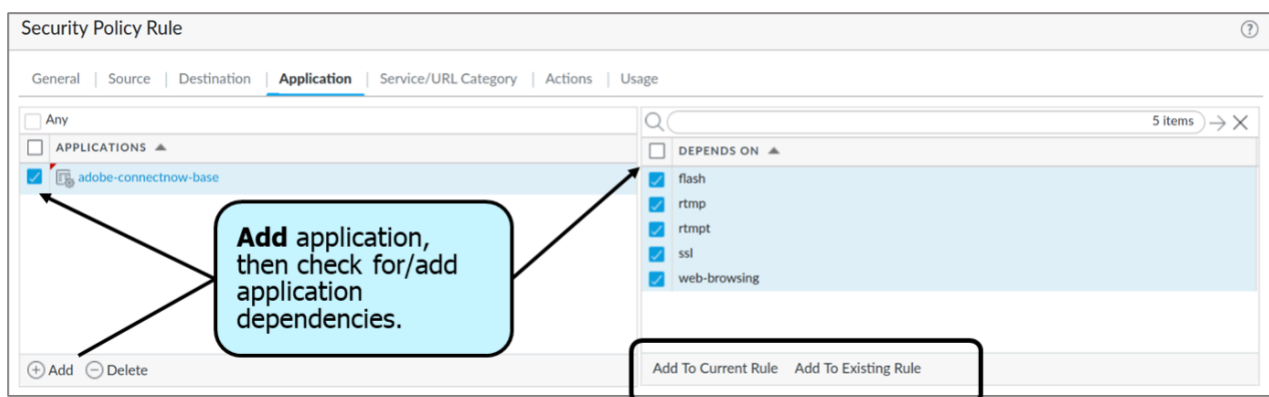 Security Policy Rule
General | Source | Destination | Application | Service/URL Category | Actions | Usage
Any
5 items
APPLICATIONS
DEPENDS ON
adobe-connectnow-base
flash
rtmp
rtmpt
ssl
web-browsing
Add application,
then check for/add
application
dependencies.
Add Delete
Add To Current Rule Add To Existing Rule